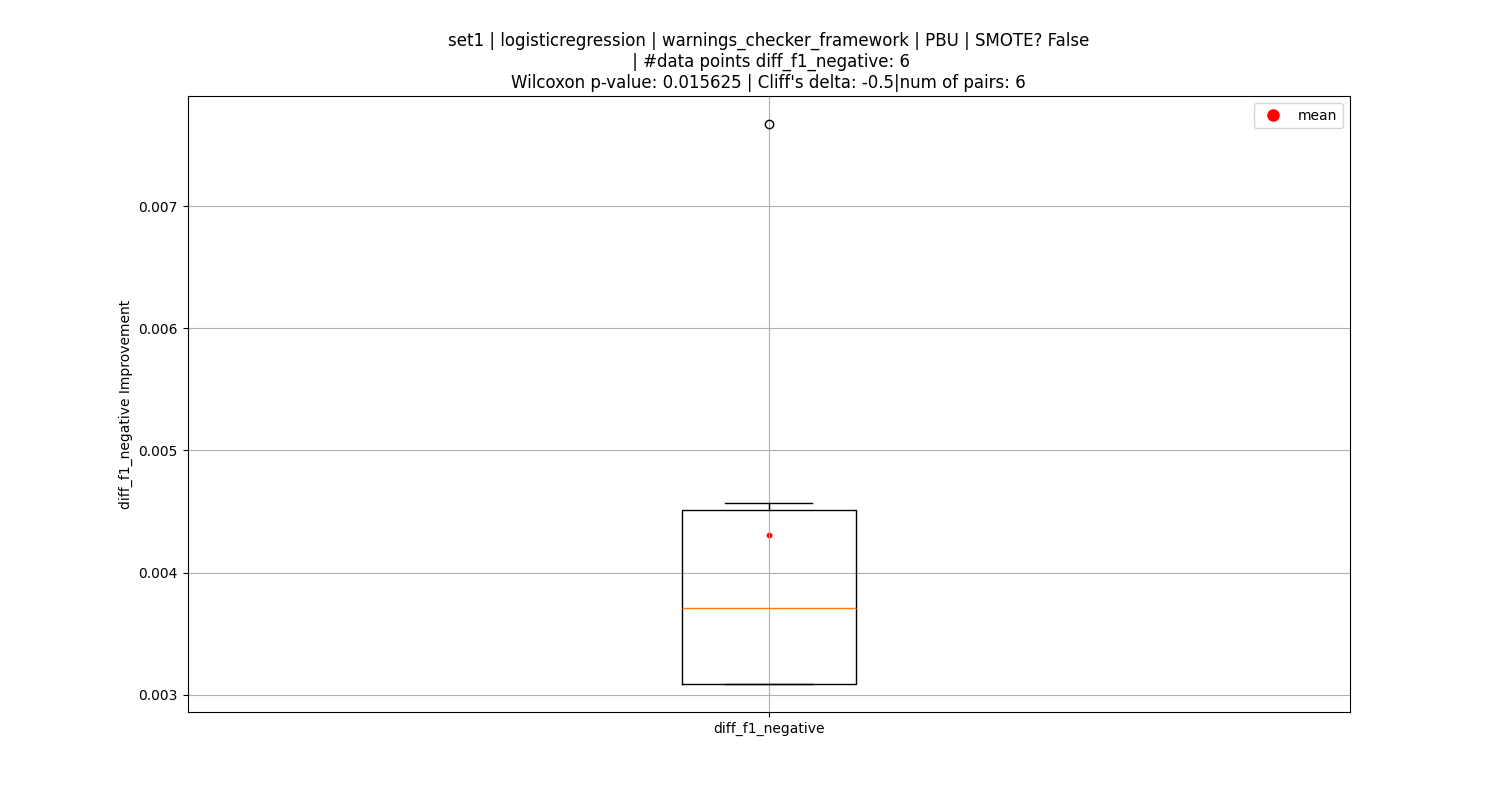 set1 | logisticregression | warnings_checker_framework | PBU | SMOTE? False
| #data points diff_f1_negative: 6
Wilcoxon p-value: 0.015625 | Cliff's delta: -0.5|num of pairs: 6
mean
0.007
0.006
0.005
0.004
0.003
diff_f1_negative Improvement
diff_f1_negative